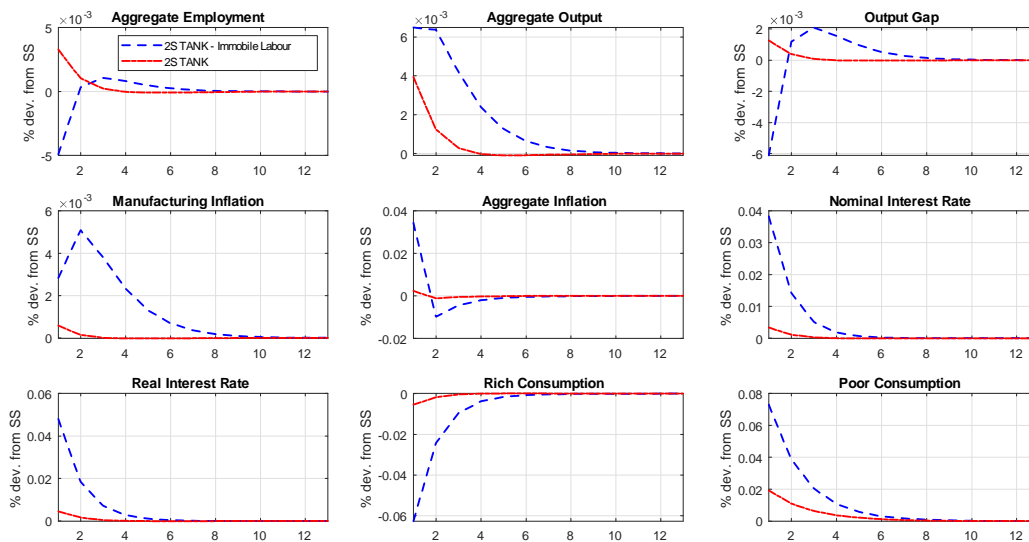 Aggregate Employment
×10⁻³
% dev. from SS
5
0
-5
2 4 6 8 10 12
2S TANK - Immobile Labour
2S TANK
Aggregate Output
×10⁻³
% dev. from SS
6
4
2
0
2 4 6 8 10 12
Output Gap
×10⁻³
% dev. from SS
2
0
-2
-4
-6
2 4 6 8 10 12
Manufacturing Inflation
×10⁻³
% dev. from SS
6
4
2
0
2 4 6 8 10 12
Aggregate Inflation
% dev. from SS
0.04
0.02
0
-0.02
2 4 6 8 10 12
Nominal Interest Rate
% dev. from SS
0.04
0.03
0.02
0.01
0
2 4 6 8 10 12
Real Interest Rate
% dev. from SS
0.06
0.04
0.02
0
2 4 6 8 10 12
Rich Consumption
% dev. from SS
0
-0.02
-0.04
-0.06
2 4 6 8 10 12
Poor Consumption
% dev. from SS
0.08
0.06
0.04
0.02
0
2 4 6 8 10 12